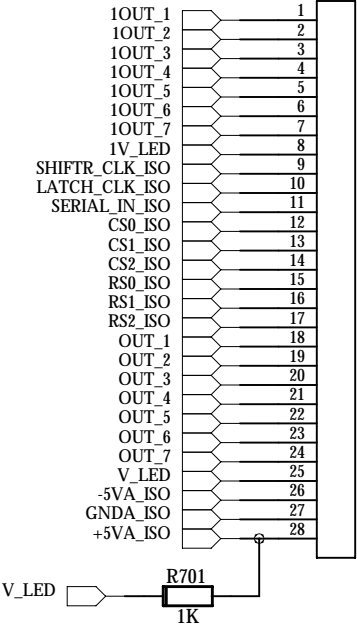 1OUT_1 1
1OUT_2 2
1OUT_3 3
1OUT_4 4
1OUT_5 5
1OUT_6 6
1OUT_7 7
1V_LED 8
SHIFTR_CLK_ISO 9
LATCH_CLK_ISO 10
SERIAL_IN_ISO 11
CS0_ISO 12
CS1_ISO 13
CS2_ISO 14
RS0_ISO 15
RS1_ISO 16
RS2_ISO 17
OUT_1 18
OUT_2 19
OUT_3 20
OUT_4 21
OUT_5 22
OUT_6 23
OUT_7 24
V_LED 25
-5VA_ISO 26
GNDA_ISO 27
+5VA_ISO 28
R701
V_LED
1K